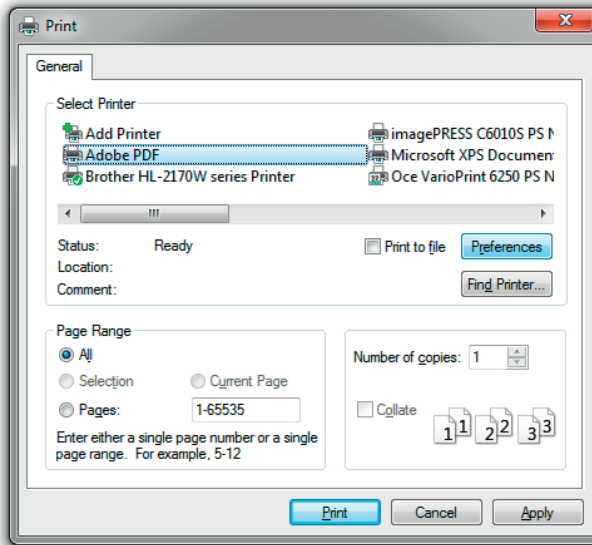 Print
General
Select Printer
Add Printer
Adobe PDF
Brother HL-2170W series Printer
imagePRESS C6010S PS N
Microsoft XPS Documen
Oce VarioPrint 6250 PS N
Status: Ready
Location:
Comment:
Print to file
Preferences
Find Printer...
Page Range
All
Selection
Current Page
Pages: 1-65535
Enter either a single page number or a single
page range. For example, 5-12
Number of copies: 1
Collate
1 1 2 2 3 3
Print
Cancel
Apply